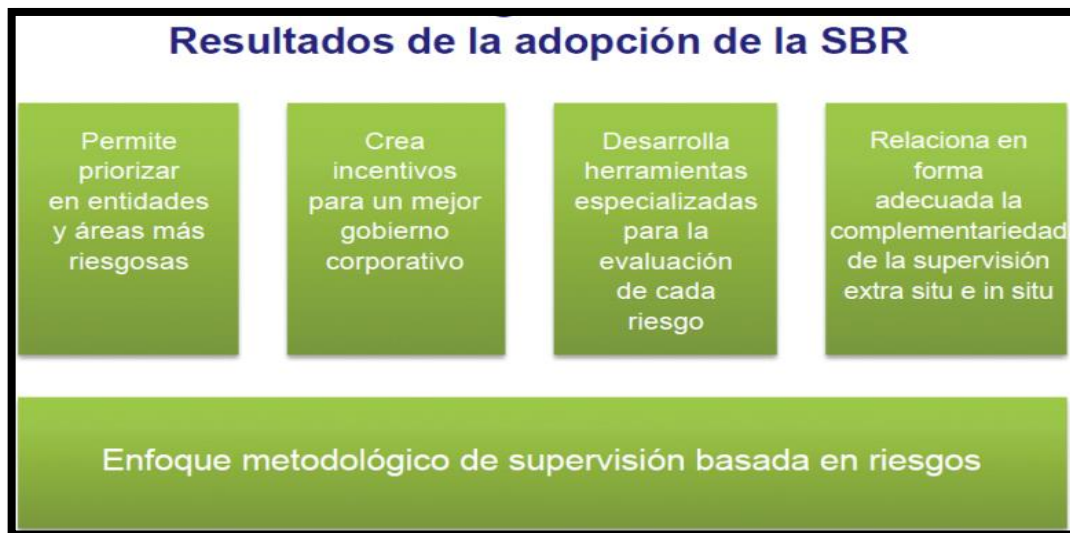 Resultados de la adopción de la SBR
Permite
priorizar
en entidades
y áreas más
riesgosas
Crea
incentivos
para un mejor
gobierno
corporativo
Desarrolla
herramientas
especializadas
para la
evaluación
de cada
riesgo
Relaciona en
forma
adecuada la
complementariedad
de la supervisión
extra situ e in situ
Enfoque metodológico de supervisión basada en riesgos